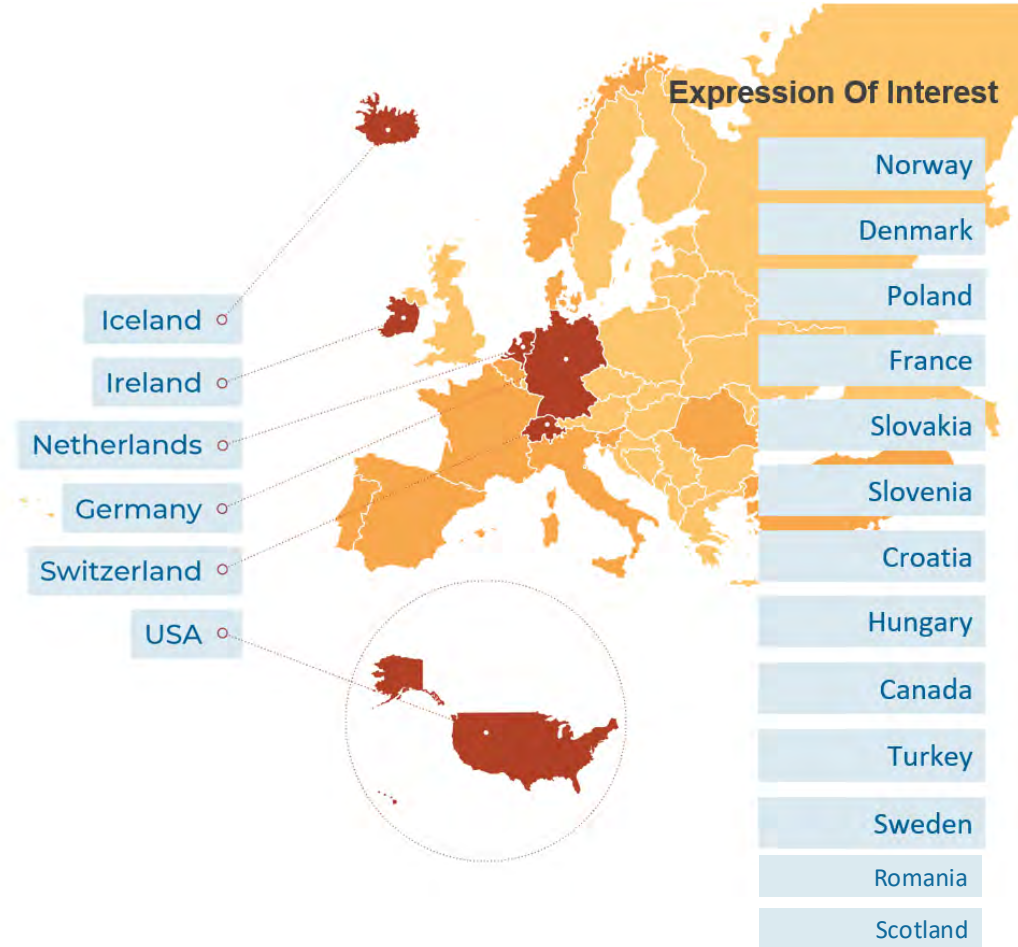 Expression Of Interest
Norway
Denmark
Poland
France
Slovakia
Slovenia
Croatia
Hungary
Canada
Turkey
Sweden
Romania
Scotland
Iceland
Ireland
Netherlands
Germany
Switzerland
USA